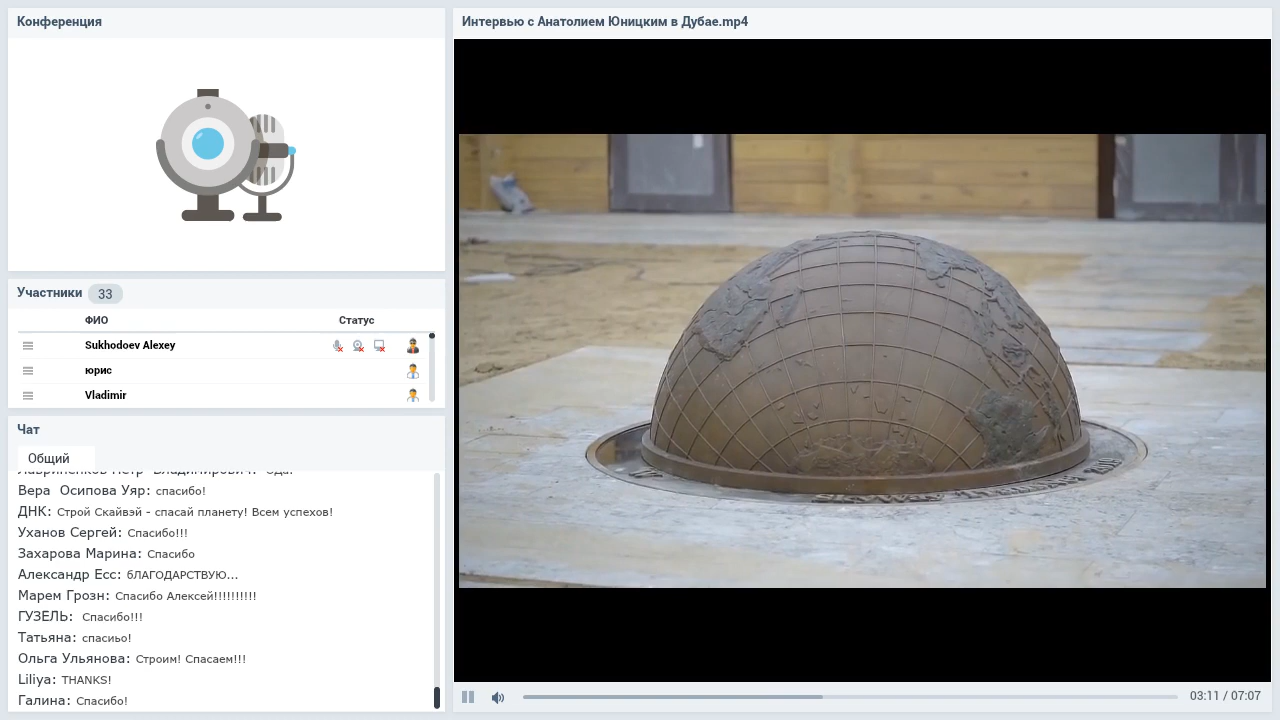 Конференция
Интервью с Анатолием Юницким в Дубае.mp4
Участники 33
ФИО Статус
Sukhodoev Alexey
юрис
Vladimir
Чат
Общий
Вера Осипова Уяр: спасибо!
ДНК: Строй Скайвэй - спасай планету! Всем успехов!
Уханов Сергей: Спасибо!!!
Захарова Марина: Спасибо
Александр Есс: бЛАГОДАРСТВУЮ...
Марем Грозн: Спасибо Алексей!!!!!!!!!!
ГУЗЕЛЬ: Спасибо!!!
Татьяна: спасиьо!
Ольга Ульянова: Строим! Спасаем!!!
Liliya: THANKS!
Галина: Спасибо!
03:11 / 07:07